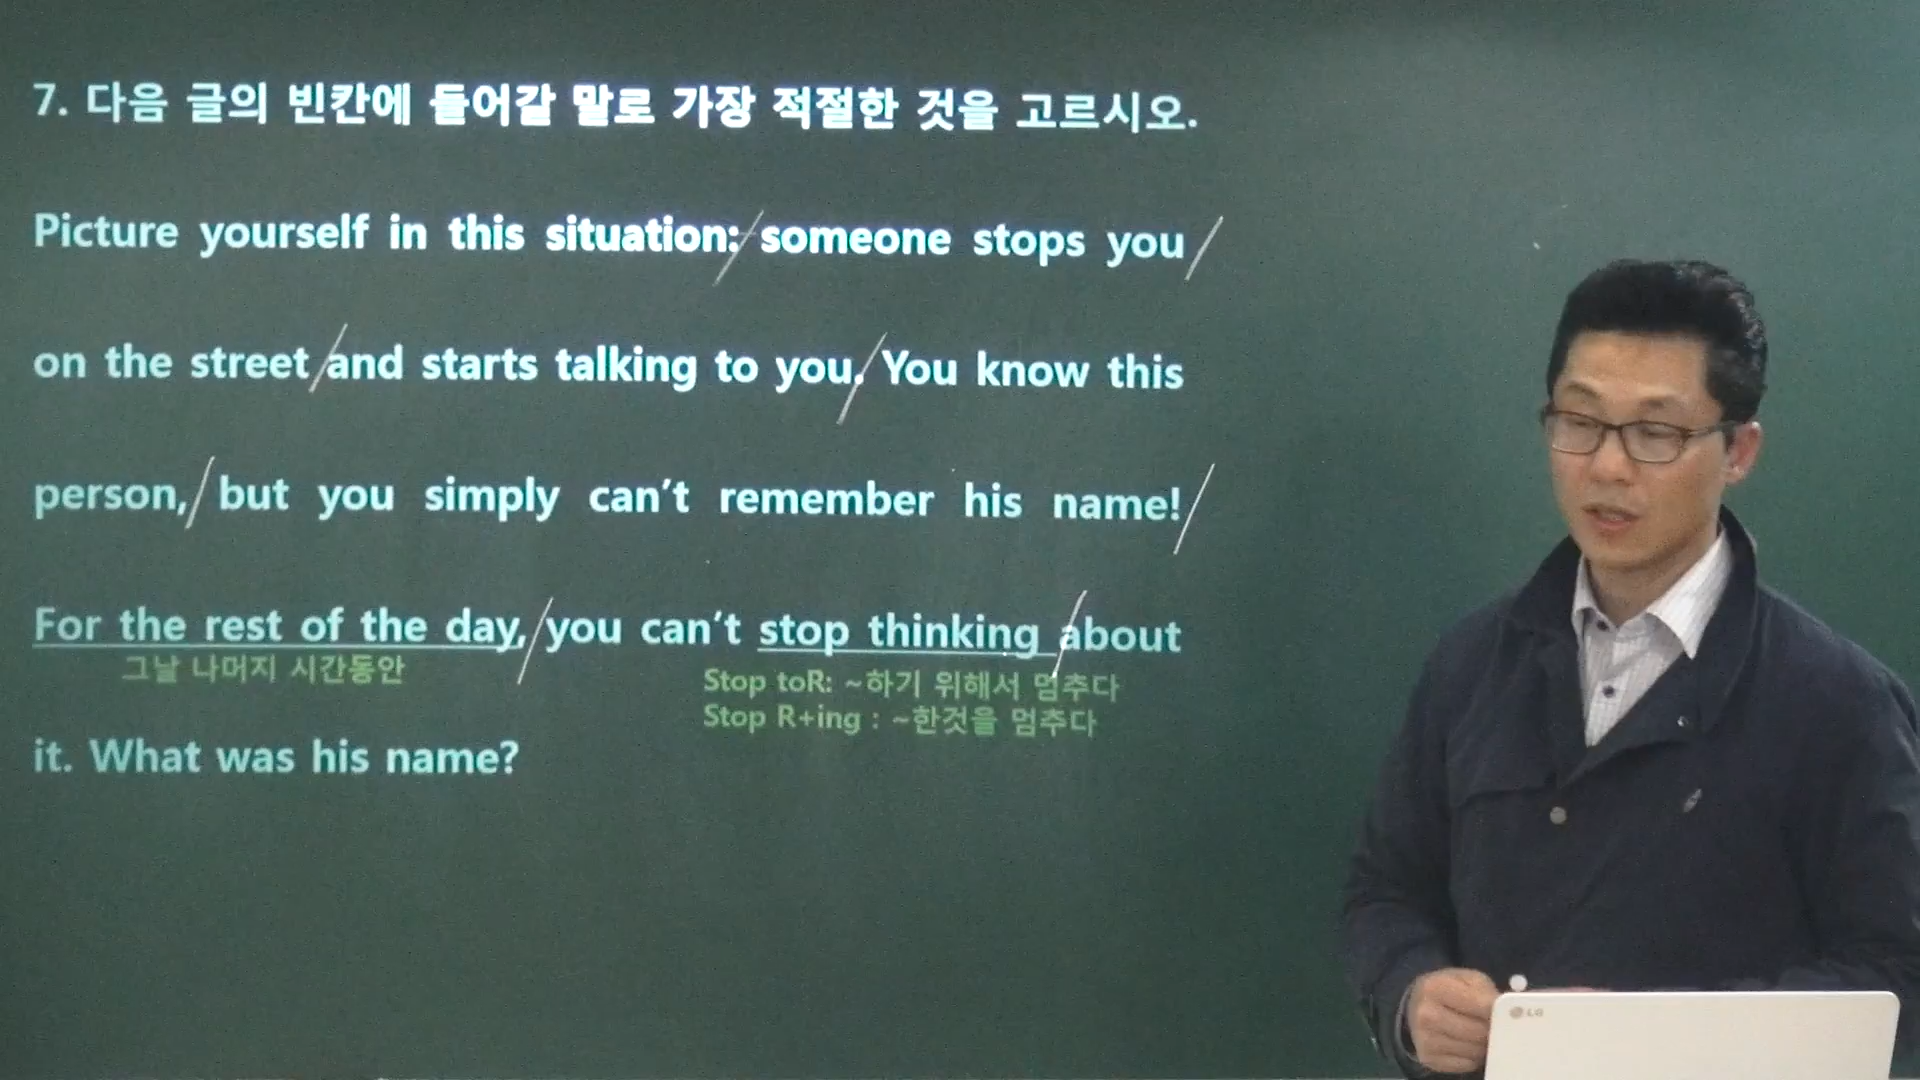 7. 다음 글의 빈칸에 들어갈 말로 가장 적절한 것을 고르시오.
Picture yourself in this situation: someone stops you
on the street and starts talking to you. You know this
person, but you simply can't remember his name!
For the rest of the day, you can't stop thinking about
그날 나머지 시간동안
Stop toR: ~하기 위해서 멈추다
Stop R+ing : ~한것을 멈추다
it. What was his name?
LG